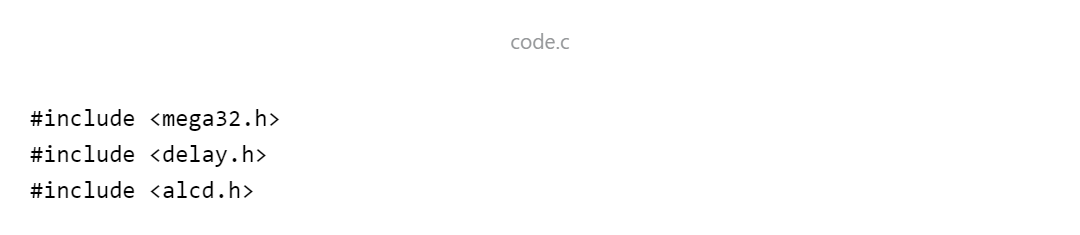 code.c
#include <mega32.h>
#include <delay.h>
#include <alcd.h>